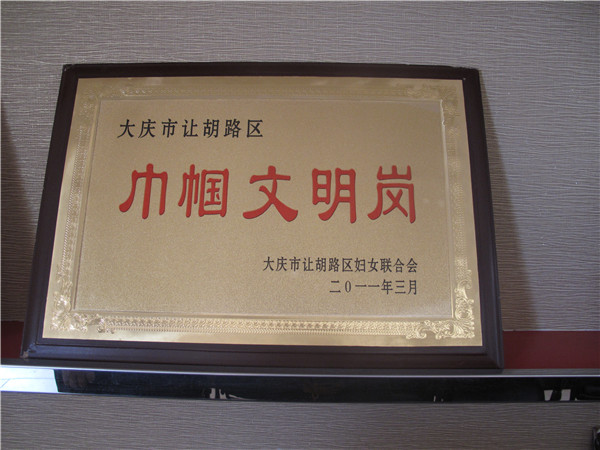 大庆市让胡路区
巾帼文明岗
大庆市让胡路区妇女联合会
二〇一一年三月